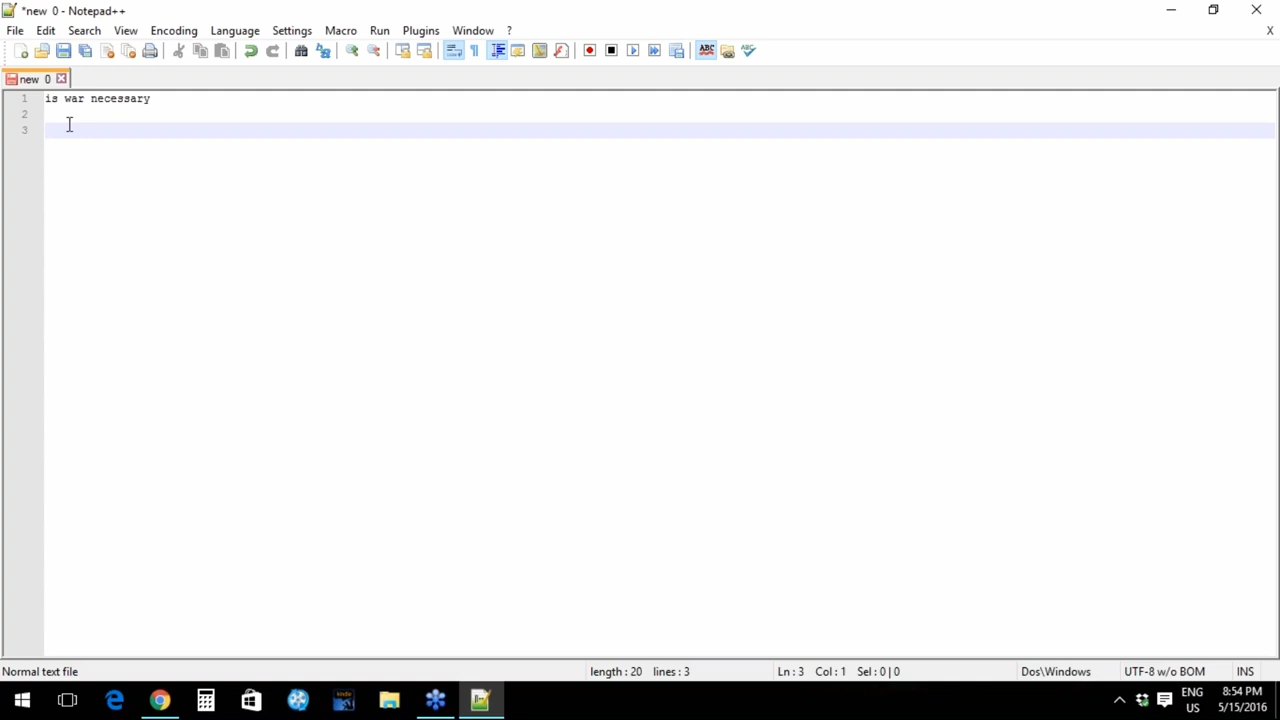 *new  0 - Notepad++
File Edit Search View Encoding Language Settings Macro Run Plugins Window ? X
new 0
1 is war necessary
2
3
Normal text file length : 20 lines : 3 Ln : 3 Col : 1 Sel : 0 | 0 Dos\Windows UTF-8 w/o BOM INS
ENG 8:54 PM
US 5/15/2016